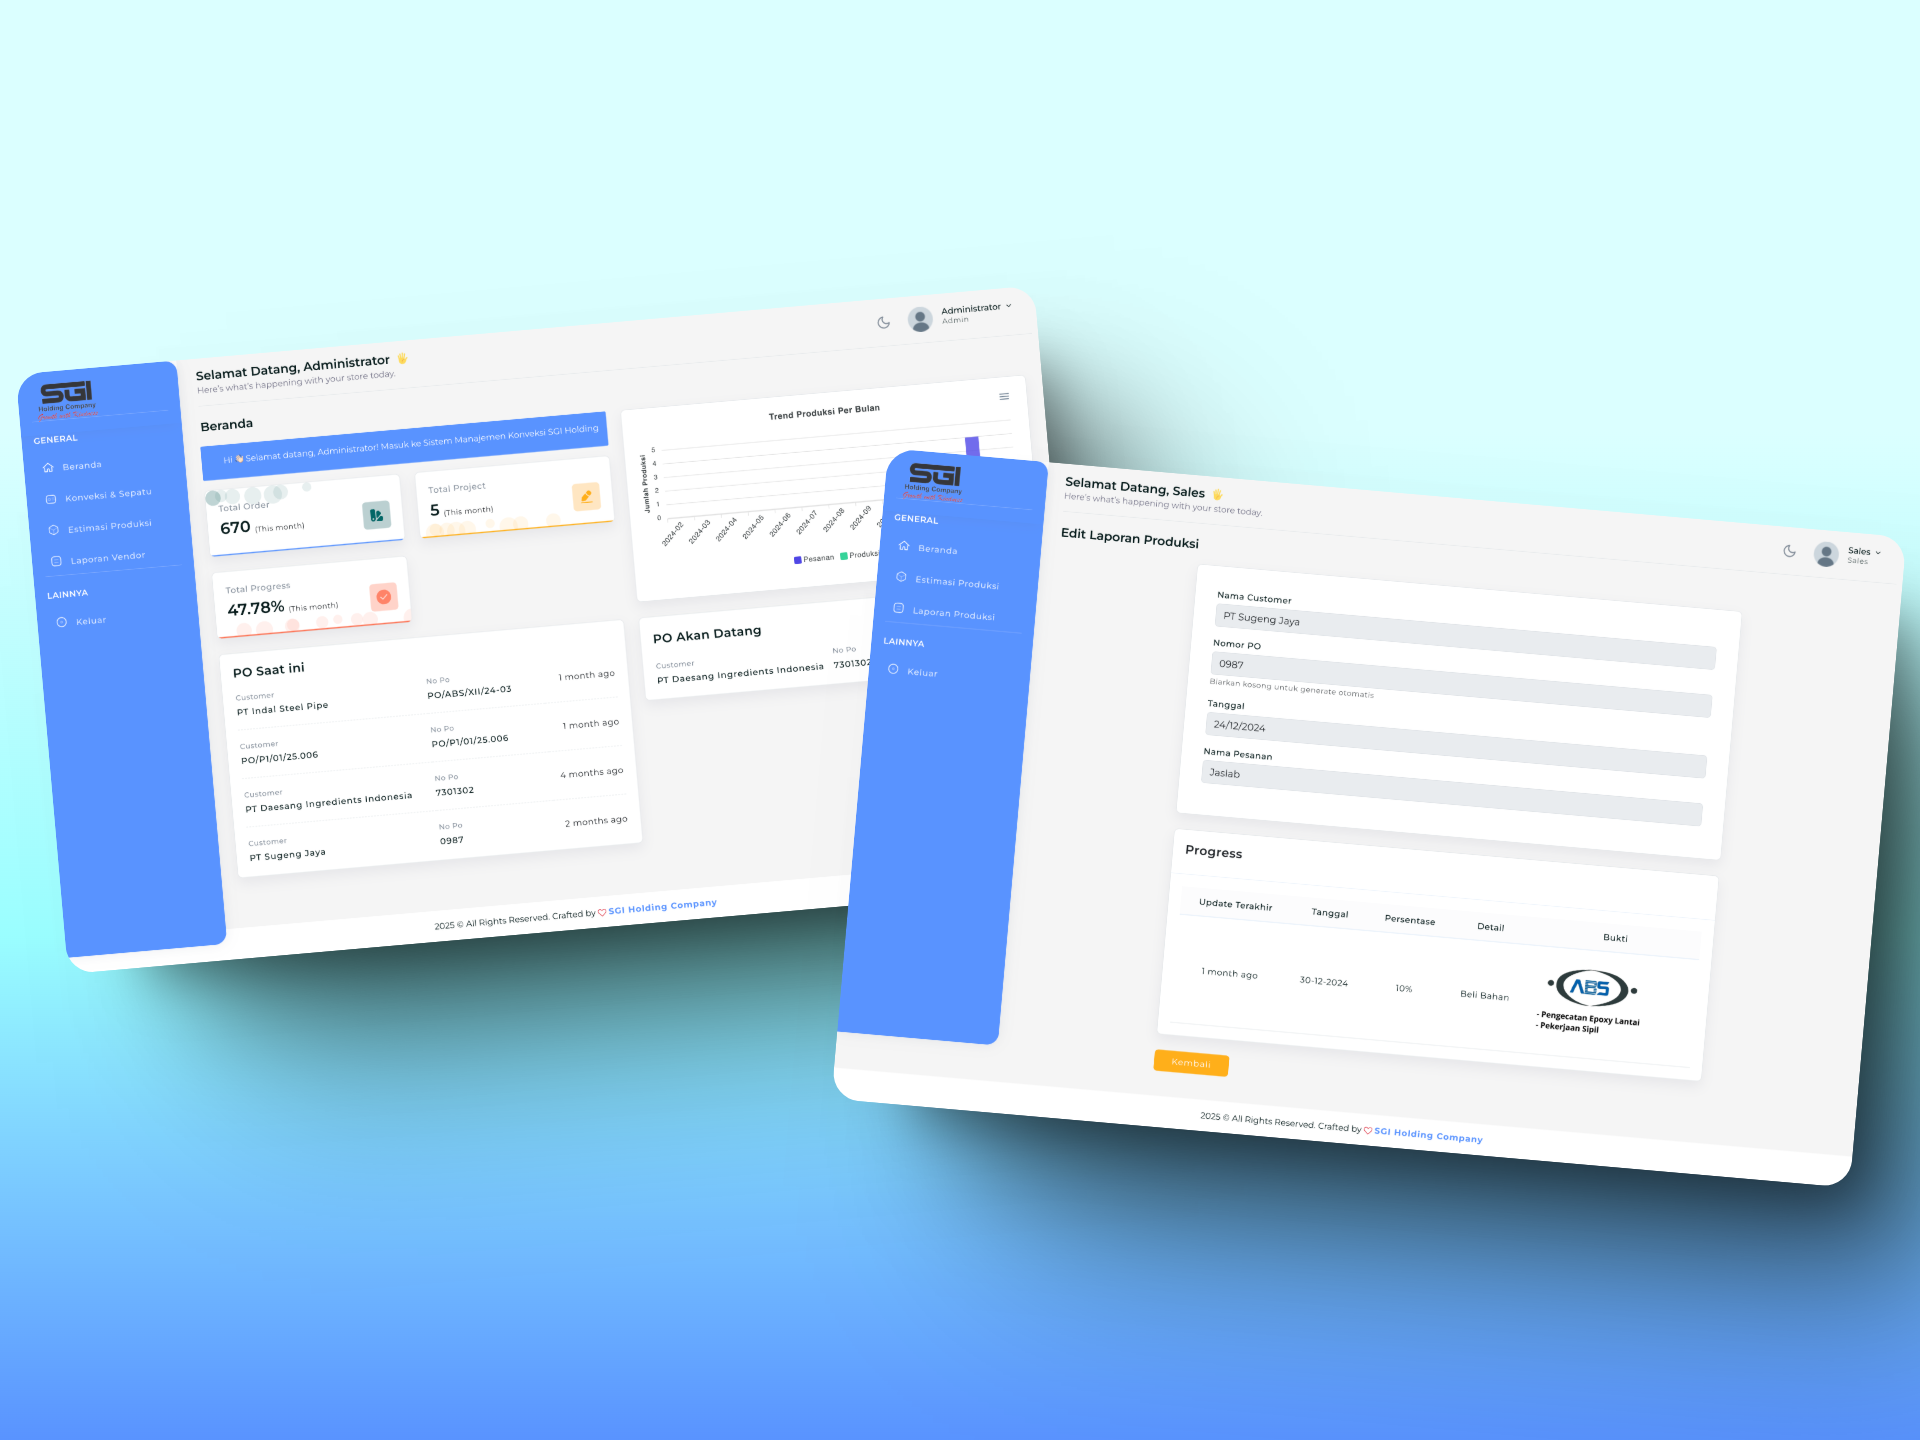 SGI
Holding Company
GENERAL
Beranda
Konveksi & Sepatu
Estimasi Produksi
Laporan Vendor
LAINNYA
Keluar
Selamat Datang, Administrator 👋
Here's what's happening with your store today.
Administrator
Admin
Beranda
Hi 👋 Selamat datang, Administrator! Masuk ke Sistem Manajemen Konveksi SGI Holding
Total Order
670 (This month)
Total Project
5 (This month)
Total Progress
47.78% (This month)
Trend Produksi Per Bulan
Jumlah Produksi
5
4
3
2
1
0
2024-02
2024-03
2024-04
2024-05
2024-06
2024-07
2024-08
2024-09
Pesanan
Produksi
PO Saat ini
Customer No Po 1 month ago
PT Indal Steel Pipe PO/ABS/XII/24-03
Customer No Po 1 month ago
PO/P1/01/25.006 PO/P1/01/25.006
Customer No Po 4 months ago
PT Daesang Ingredients Indonesia 7301302
Customer No Po 2 months ago
PT Sugeng Jaya 0987
PO Akan Datang
Customer No Po
PT Daesang Ingredients Indonesia 7301302
2025 © All Rights Reserved. Crafted by ♡ SGI Holding Company
SGI
Holding Company
GENERAL
Beranda
Estimasi Produksi
Laporan Produksi
LAINNYA
Keluar
Selamat Datang, Sales 👋
Here's what's happening with your store today.
Sales
Sales
Edit Laporan Produksi
Nama Customer
PT Sugeng Jaya
Nomor PO
0987
Biarkan kosong untuk generate otomatis
Tanggal
24/12/2024
Nama Pesanan
Jaslab
Progress
Update Terakhir Tanggal Persentase Detail Bukti
1 month ago 30-12-2024 10% Beli Bahan
ABS
- Pengecatan Epoxy Lantai
- Pekerjaan Sipil
Kembali
2025 © All Rights Reserved. Crafted by ♡ SGI Holding Company